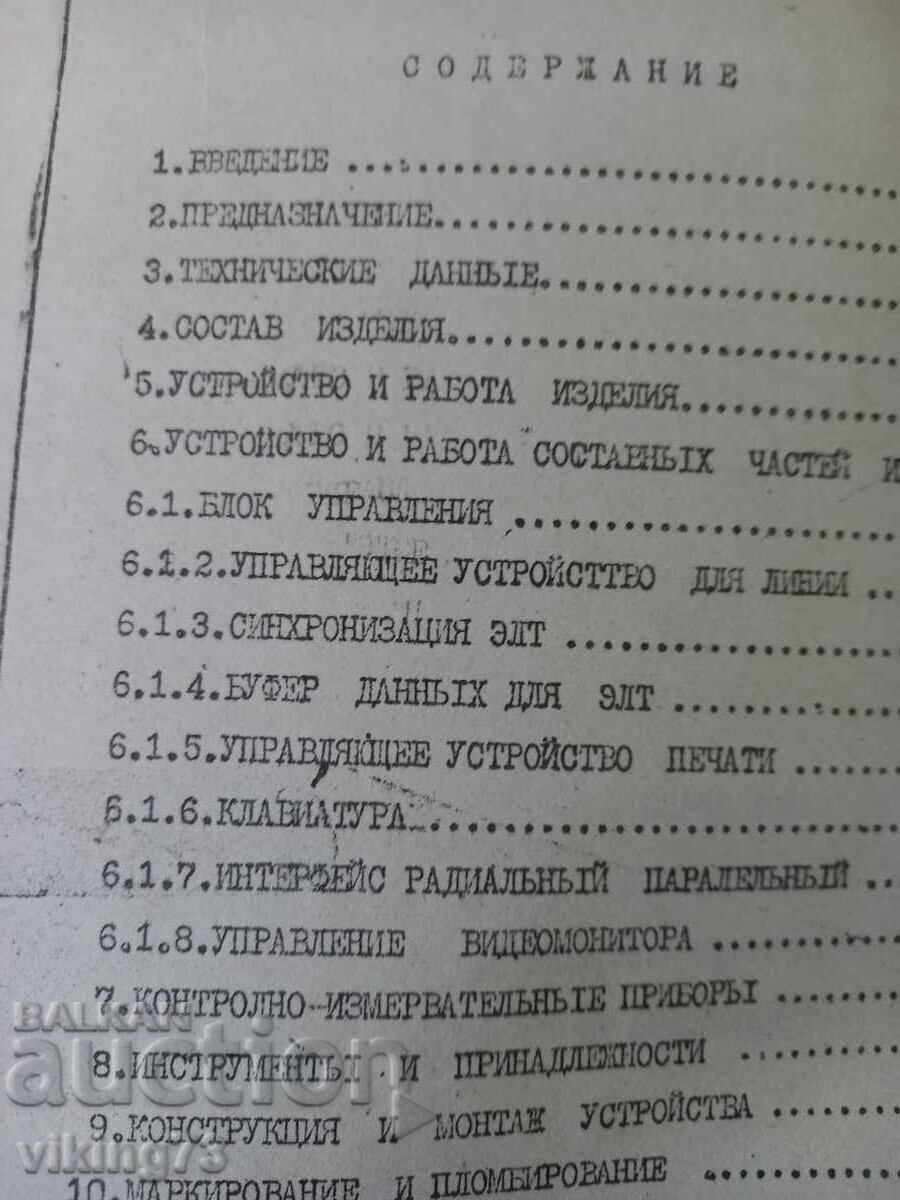 СОДЕРЖАНИЕ
1.ВВЕДЕНИЕ ..............................
2.ПРЕДНАЗНАЧЕНИЕ.........................
3.ТЕХНИЧЕСКИЕ ДАННЫЕ.....................
4.СОСТАВ ИЗДЕЛИЯ.........................
5.УСТРОЙСТВО И РАБОТА ИЗДЕЛИЯ............
6.УСТРОЙСТВО И РАБОТА СОСТАВНЫХ ЧАСТЕЙ И
6.1.БЛОК УПРАВЛЕНИЯ ......................
6.1.2.УПРАВЛЯЮЩЕЕ УСТРОЙСТТВО ДЛЯ ЛИНИИ ..
6.1.3.СИНХРОНИЗАЦИЯ ЭЛТ ..................
6.1.4.БУФЕР ДАННЫХ ДЛЯ ЭЛТ ............
6.1.5.УПРАВЛЯЮЩЕЕ УСТРОЙСТВО ПЕЧАТИ ......
6.1.6.КЛАВИАТУРА..........................
6.1.7.ИНТЕРФЕЙС РАДИАЛЬНЫЙ ПАРАЛЕЛЬНЫЙ ..
6.1.8.УПРАВЛЕНИЕ ВИДЕОМОНИТОРА ..........
7.КОНТРОЛНО-ИЗМЕРВАТЕЛЬНЫЕ ПРИБОРЫ .......
8.ИНСТРУМЕНТЫ И ПРИНАДЛЕЖНОСТИ .........
9.КОНСТРУКЦИЯ И МОНТАЖ УСТРОЙСТВА ........
10.МАРКИРОВАНИЕ И ПЛОМБИРОВАНИЕ ..........
BALKAN
auction
viking73